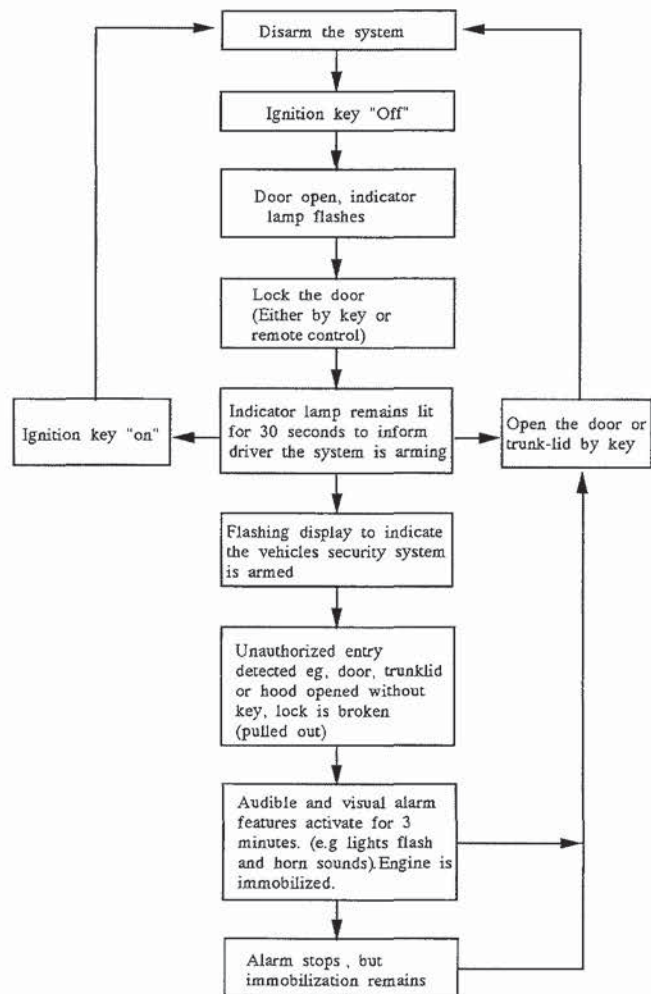 Disarm the system
Ignition key "Off"
Door open, indicator
lamp flashes
Lock the door
(Either by key or
remote control)
Ignition key "on"
Indicator lamp remains lit
for 30 seconds to inform
driver the system is arming
Open the door or
trunk-lid by key
Flashing display to indicate
the vehicles security system
is armed
Unauthorized entry
detected eg, door, trunklid
or hood opened without
key, lock is broken
(pulled out)
Audible and visual alarm
features activate for 3
minutes. (e.g lights flash
and horn sounds).Engine is
immobilized.
Alarm stops , but
immobilization remains